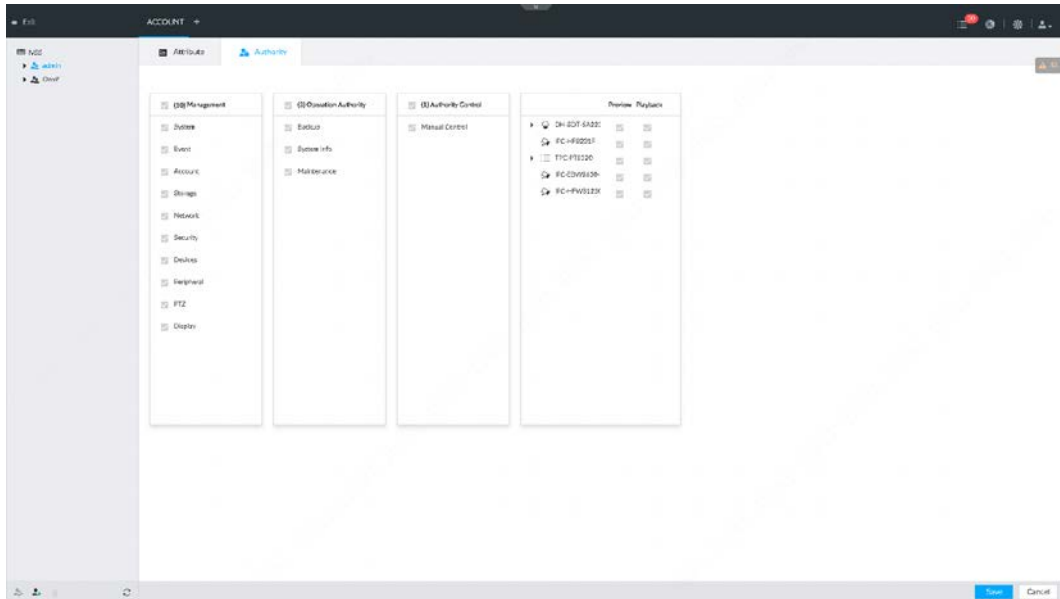 Exit
ACCOUNT +
admin
Onvif
Attribute
Authority
(10) Management
System
Event
Account
Storage
Network
Security
Devices
Peripheral
PTZ
Display
(3) Operation Authority
Backup
System Info
Maintenance
(1) Authority Control
Manual Control
Preview Playback
Save
Cancel